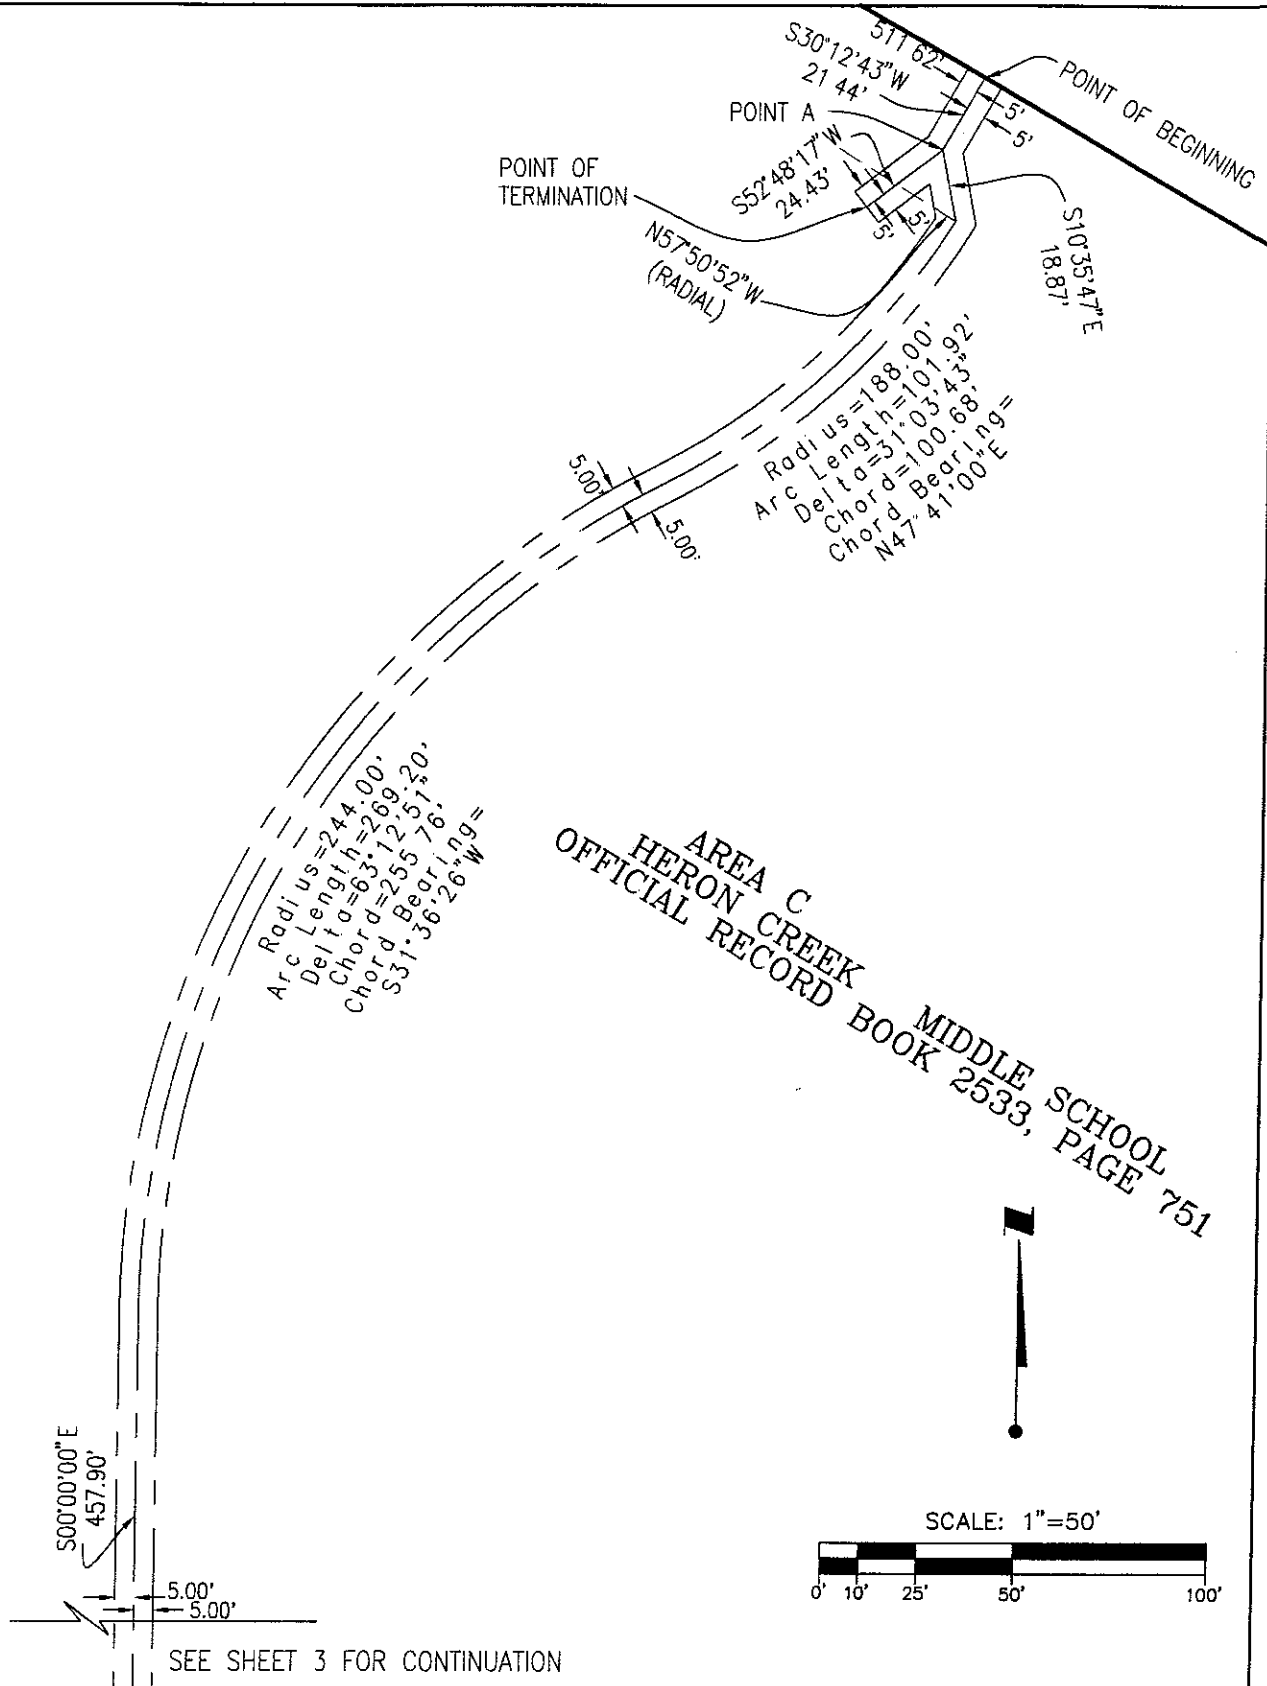 511 62'
S30°12'43"W
21 44'
POINT OF BEGINNING
POINT A
5'
5'
POINT OF
TERMINATION
S52°48'17"W
24.43'
5'
5'
N57°50'52"W
(RADIAL)
S10°35'47"E
18.87'
Radius=188.00'
Arc Length=101.92'
Delta=31°03'43"
Chord=100.68'
Chord Bearing=
N47°41'00"E
5.00'
5.00'
Radius=244.00'
Arc Length=269.20'
Delta=63°12'51"
Chord=255 76'
Chord Bearing=
S31°36'26"W
AREA C
HERON CREEK MIDDLE SCHOOL
OFFICIAL RECORD BOOK 2533, PAGE 751
S00°00'00"E
457.90'
SCALE: 1"=50'
0' 10' 25' 50' 100'
5.00'
5.00'
SEE SHEET 3 FOR CONTINUATION